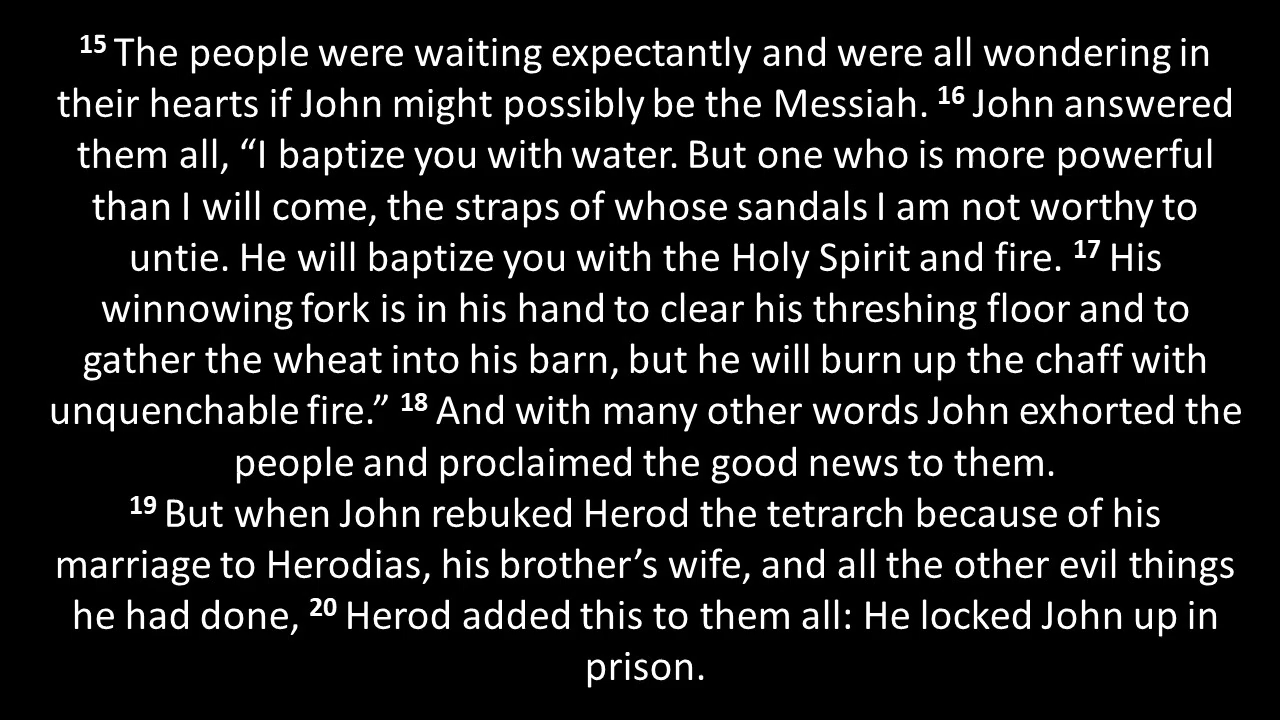 15 The people were waiting expectantly and were all wondering in
their hearts if John might possibly be the Messiah. 16 John answered
them all, “I baptize you with water. But one who is more powerful
than I will come, the straps of whose sandals I am not worthy to
untie. He will baptize you with the Holy Spirit and fire. 17 His
winnowing fork is in his hand to clear his threshing floor and to
gather the wheat into his barn, but he will burn up the chaff with
unquenchable fire.” 18 And with many other words John exhorted the
people and proclaimed the good news to them.
19 But when John rebuked Herod the tetrarch because of his
marriage to Herodias, his brother’s wife, and all the other evil things
he had done, 20 Herod added this to them all: He locked John up in
prison.